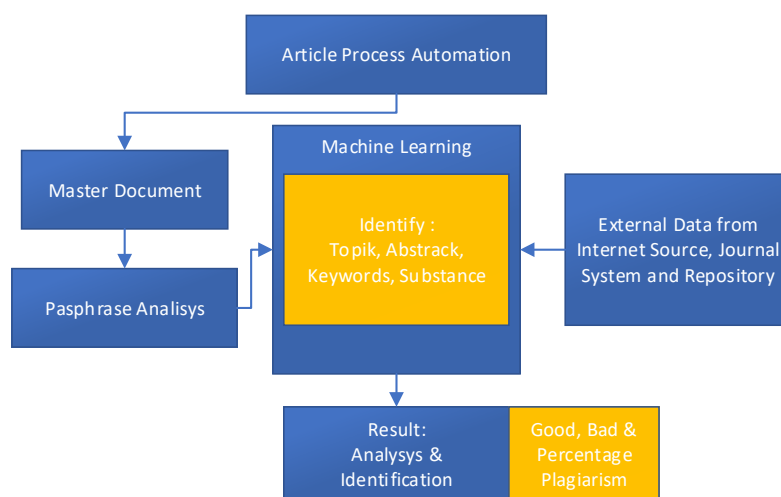 Article Process Automation
Machine Learning
Master Document
Identify :
Topik, Abstrack,
Keywords, Substance
External Data from
Internet Source, Journal
System and Repository
Pasphrase Analisys
Result:
Analysys &
Identification
Good, Bad &
Percentage
Plagiarism